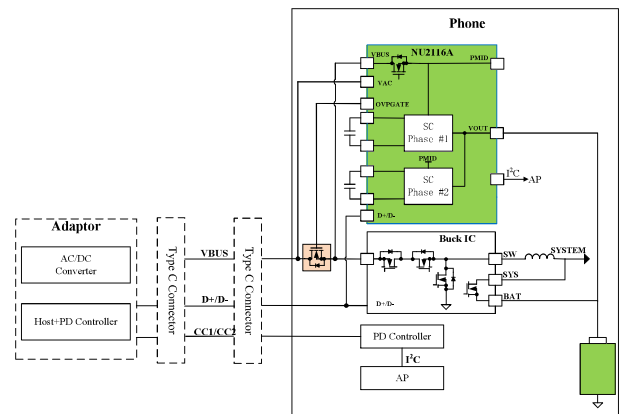 Phone
NU2116A
VBUS
PMID
VAC
OVPGATE
SC
Phase #1
VOUT
PMID
SC
Phase #2
I²C
AP
D+/D-
Adaptor
AC/DC
Converter
Host+PD Controller
Type C Connector
VBUS
D+/D-
CC1/CC2
Type C Connector
Buck IC
SW
SYSTEM
SYS
BAT
D+/D-
PD Controller
I²C
AP